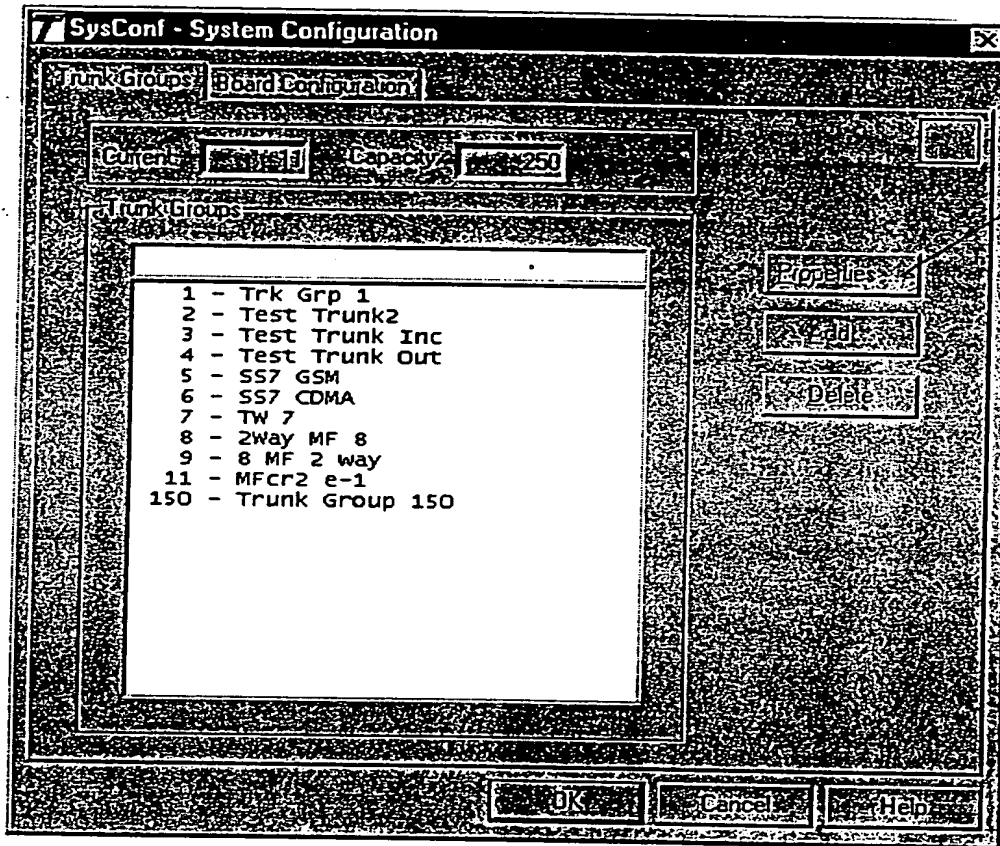 SysConf - System Configuration
Trunk Groups Board Configuration
Current: 11 Capacity: 250
Trunk Groups
1 - Trk Grp 1
2 - Test Trunk2
3 - Test Trunk Inc
4 - Test Trunk Out
5 - SS7 GSM
6 - SS7 CDMA
7 - TW 7
8 - 2Way MF 8
9 - 8 MF 2 way
11 - MFcr2 e-1
150 - Trunk Group 150
Properties
Add
Delete
OK Cancel Help